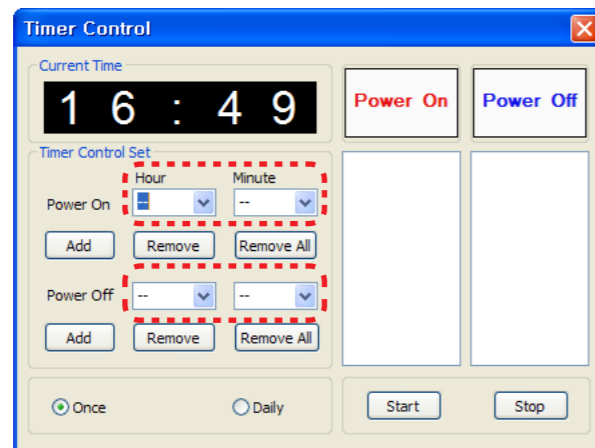 Timer Control
Current Time
16:49
Power On Power Off
Timer Control Set
Hour Minute
Power On -- --
Add Remove Remove All
Power Off -- --
Add Remove Remove All
Once Daily Start Stop